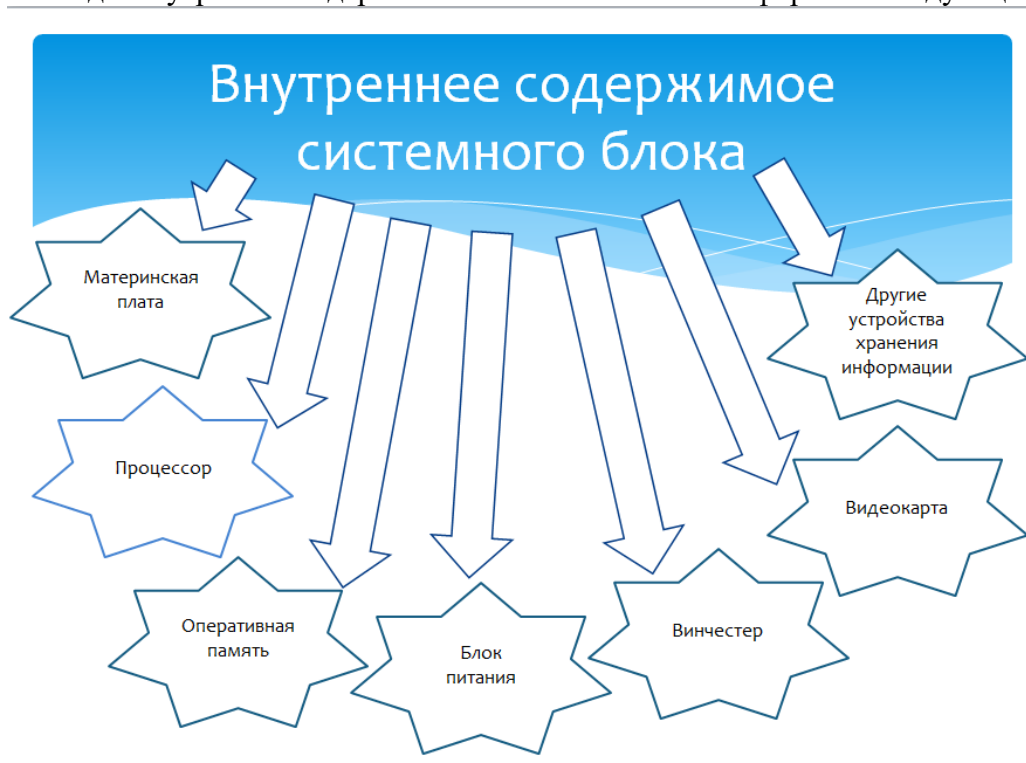 Внутреннее содержимое
системного блока
Материнская
плата
Другие
устройства
хранения
информации
Процессор
Видеокарта
Оперативная
память
Блок
питания
Винчестер